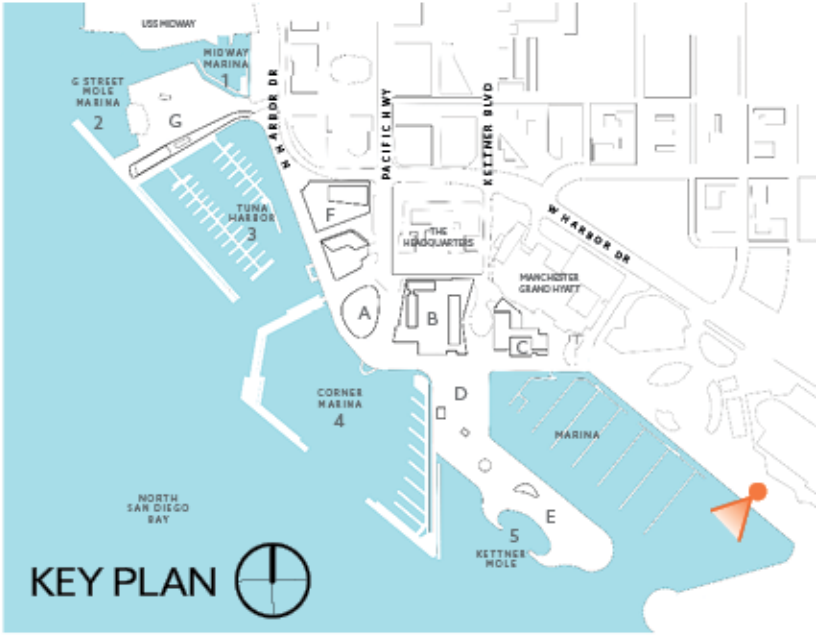 USS MIDWAY
MIDWAY
MARINA
1
G STREET
MOLE
MARINA
2
G
N HARBOR DR
PACIFIC HWY
KETTNER BLVD
TUNA
HARBOR
3
F
THE
HEADQUARTERS
W HARBOR DR
MANCHESTER
GRAND HYATT
A
B
C
D
CORNER
MARINA
4
MARINA
NORTH
SAN DIEGO
BAY
E
5
KETTNER
MOLE
KEY PLAN